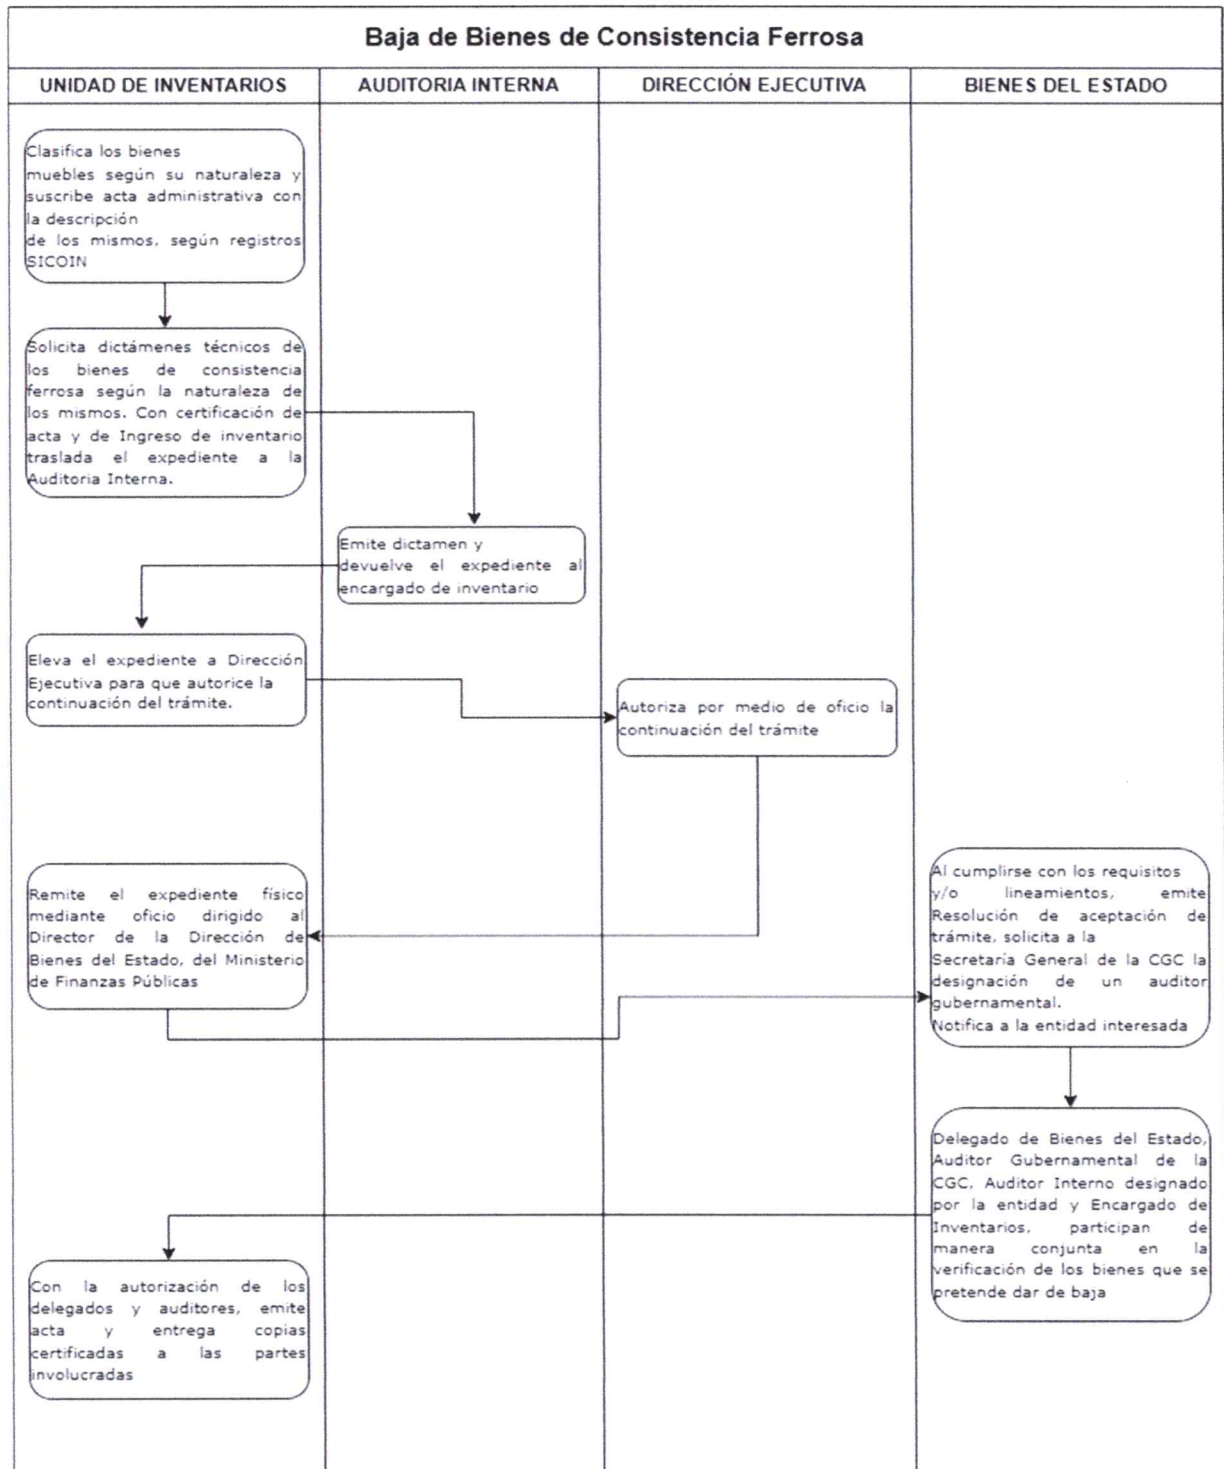 Baja de Bienes de Consistencia Ferrosa
UNIDAD DE INVENTARIOS
AUDITORIA INTERNA
DIRECCIÓN EJECUTIVA
BIENES DEL ESTADO
Clasifica los bienes
muebles según su naturaleza y
suscribe acta administrativa con
la descripción
de los mismos, según registros
SICOIN
Solicita dictámenes técnicos de
los bienes de consistencia
ferrosa según la naturaleza de
los mismos. Con certificación de
acta y de Ingreso de inventario
traslada el expediente a la
Auditoria Interna.
Emite dictamen y
devuelve el expediente al
encargado de inventario
Eleva el expediente a Dirección
Ejecutiva para que autorice la
continuación del trámite.
Autoriza por medio de oficio la
continuación del trámite
Remite el expediente físico
mediante oficio dirigido al
Director de la Dirección de
Bienes del Estado, del Ministerio
de Finanzas Públicas
Al cumplirse con los requisitos
y/o lineamientos, emite
Resolución de aceptación de
trámite, solicita a la
Secretaría General de la CGC la
designación de un auditor
gubernamental.
Notifica a la entidad interesada
Delegado de Bienes del Estado,
Auditor Gubernamental de la
CGC, Auditor Interno designado
por la entidad y Encargado de
Inventarios, participan de
manera conjunta en la
verificación de los bienes que se
pretende dar de baja
Con la autorización de los
delegados y auditores, emite
acta y entrega copias
certificadas a las partes
involucradas